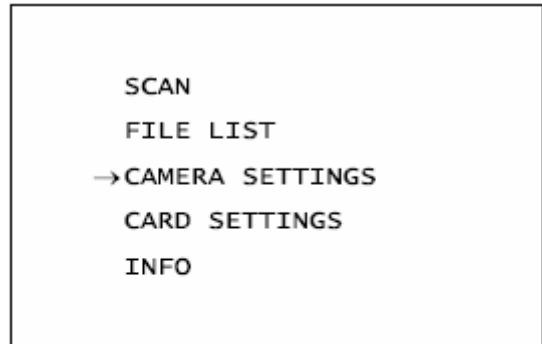 SCAN
FILE LIST
→CAMERA SETTINGS
CARD SETTINGS
INFO